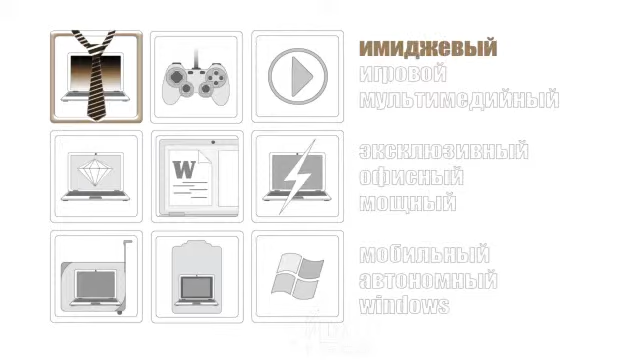 имиджевый
игровой
мультимедийный
W
эксклюзивный
офисный
мощный
мобильный
автономный
windows